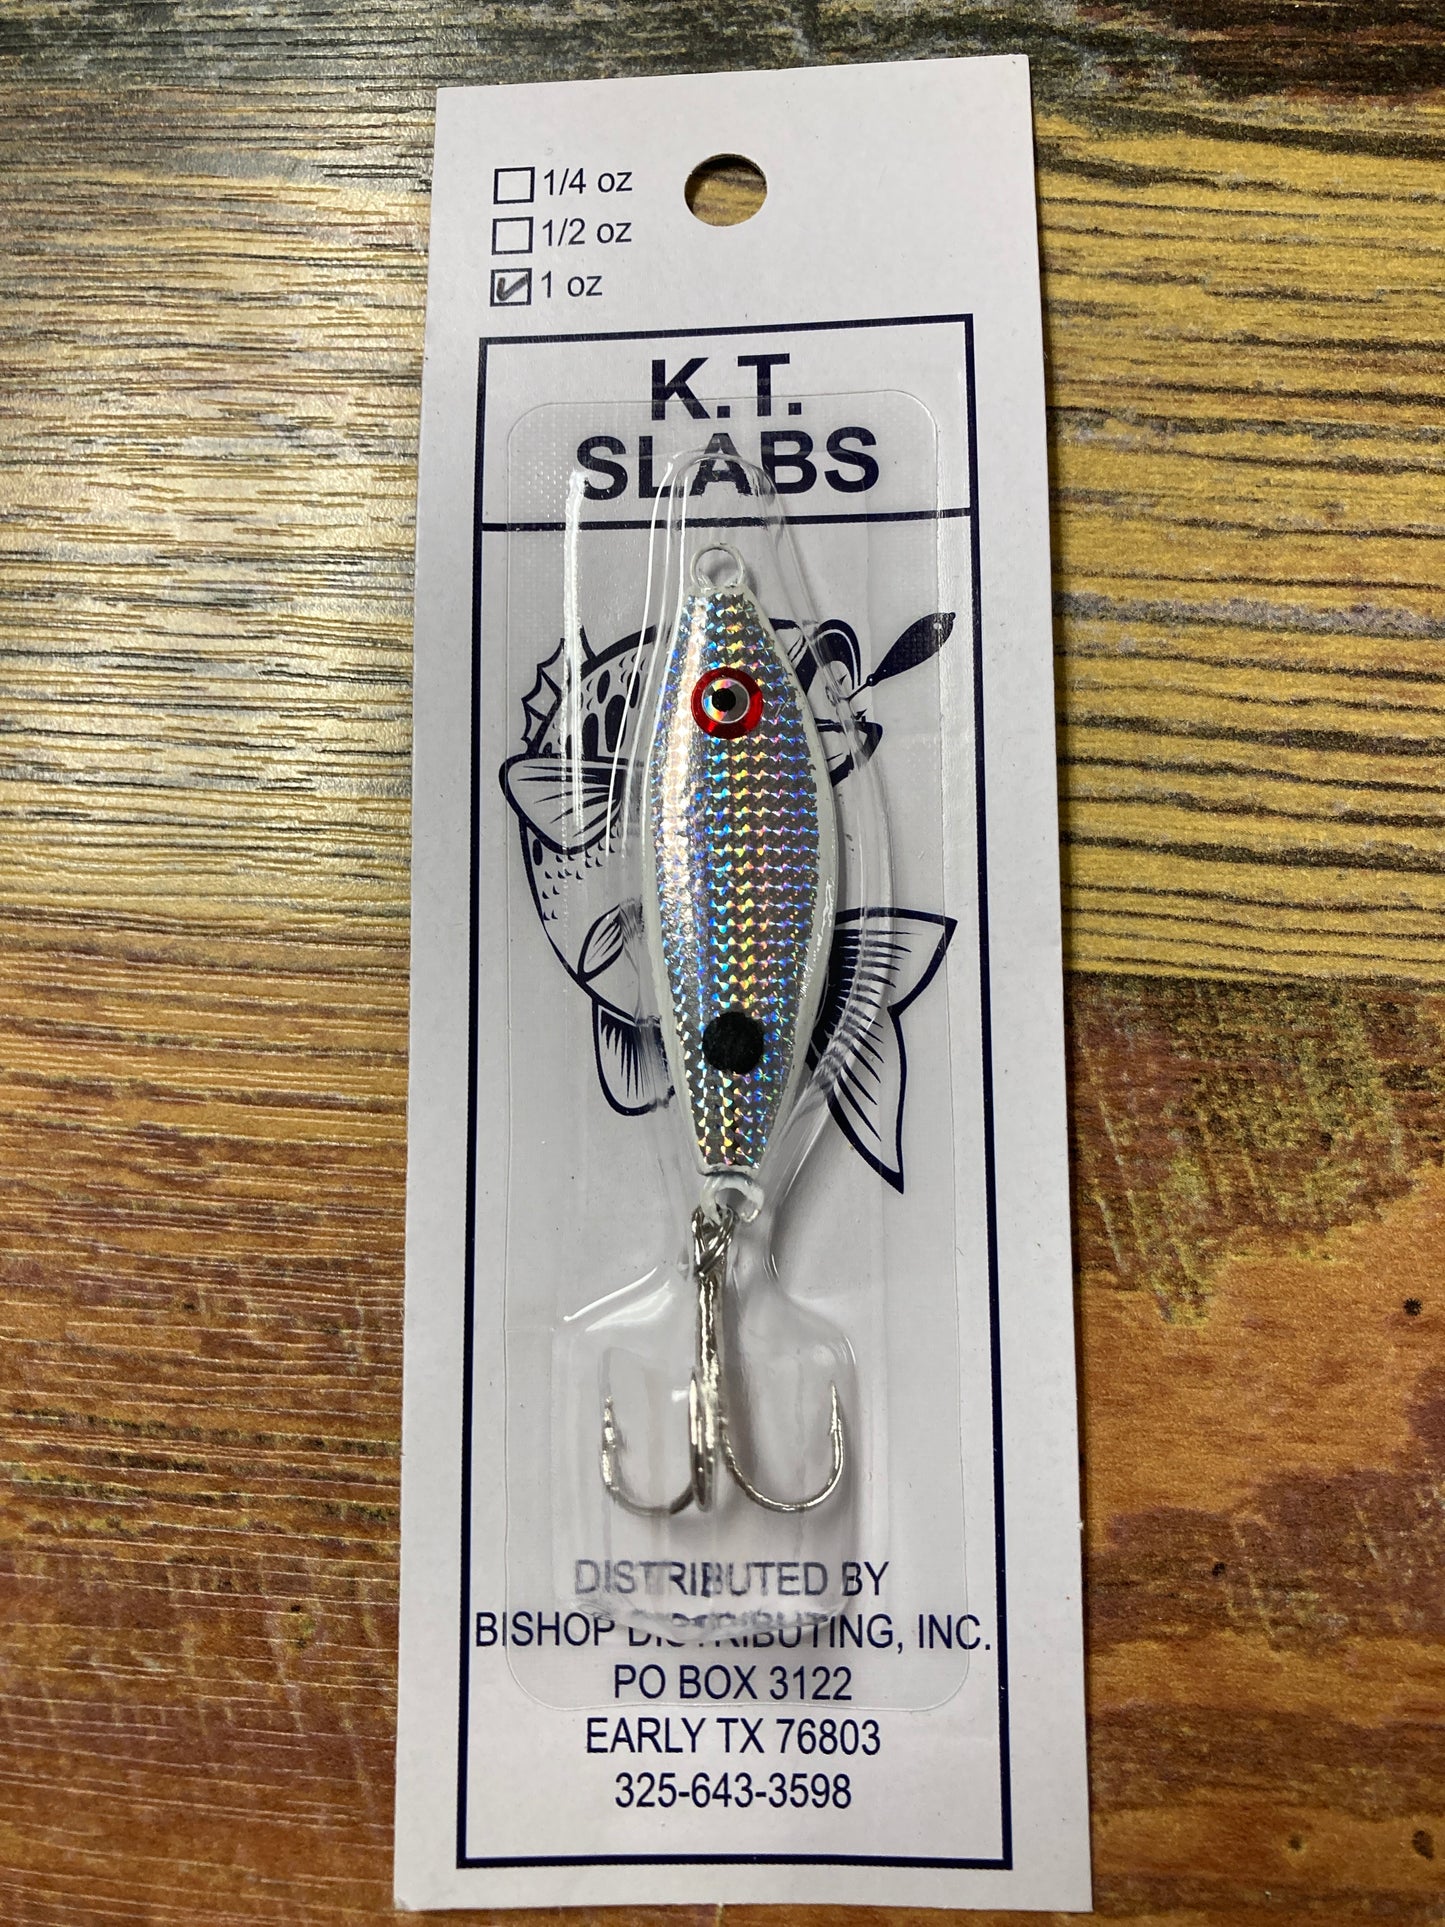 1/4 oz
1/2 oz
1 oz
K.T.
SLABS
DISTRIBUTED BY
BISHOP DISTRIBUTING, INC.
PO BOX 3122
EARLY TX 76803
325-643-3598